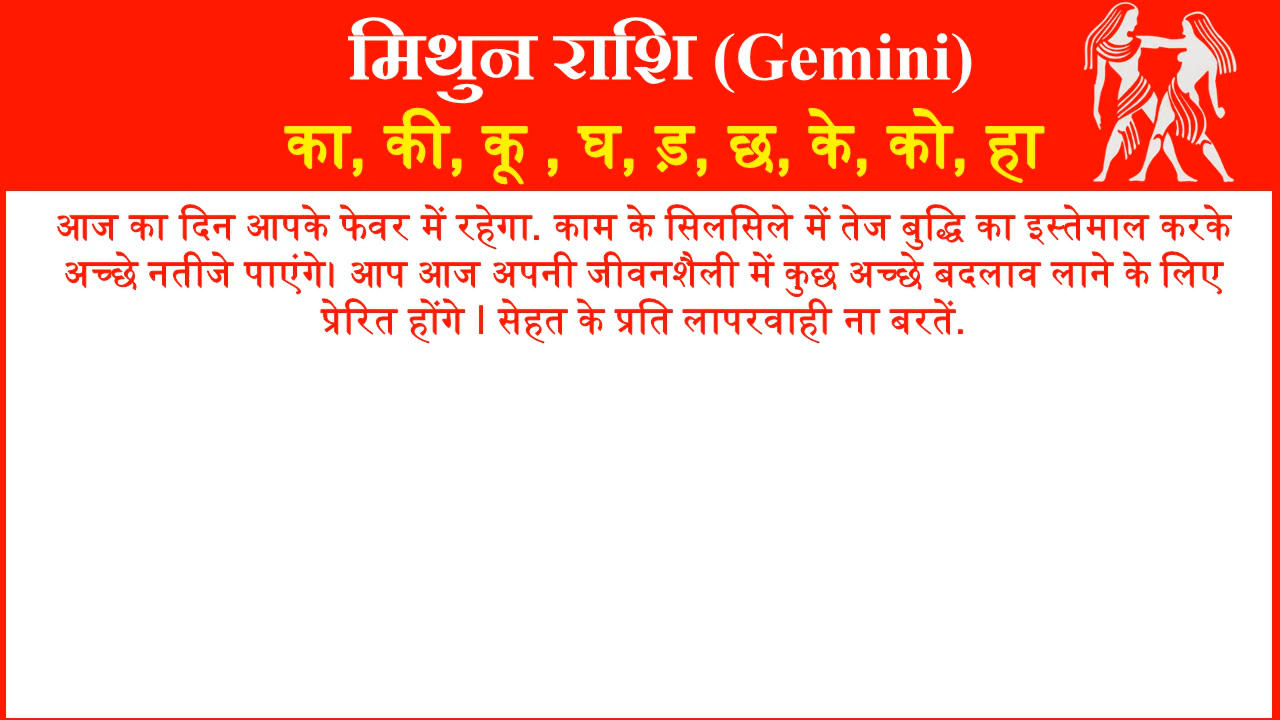 मिथुन राशि (Gemini)
का, की, कू , घ, ड़, छ, के, को, हा
आज का दिन आपके फेवर में रहेगा. काम के सिलसिले में तेज बुद्धि का इस्तेमाल करके
अच्छे नतीजे पाएंगे। आप आज अपनी जीवनशैली में कुछ अच्छे बदलाव लाने के लिए
प्रेरित होंगे | सेहत के प्रति लापरवाही ना बरतें.